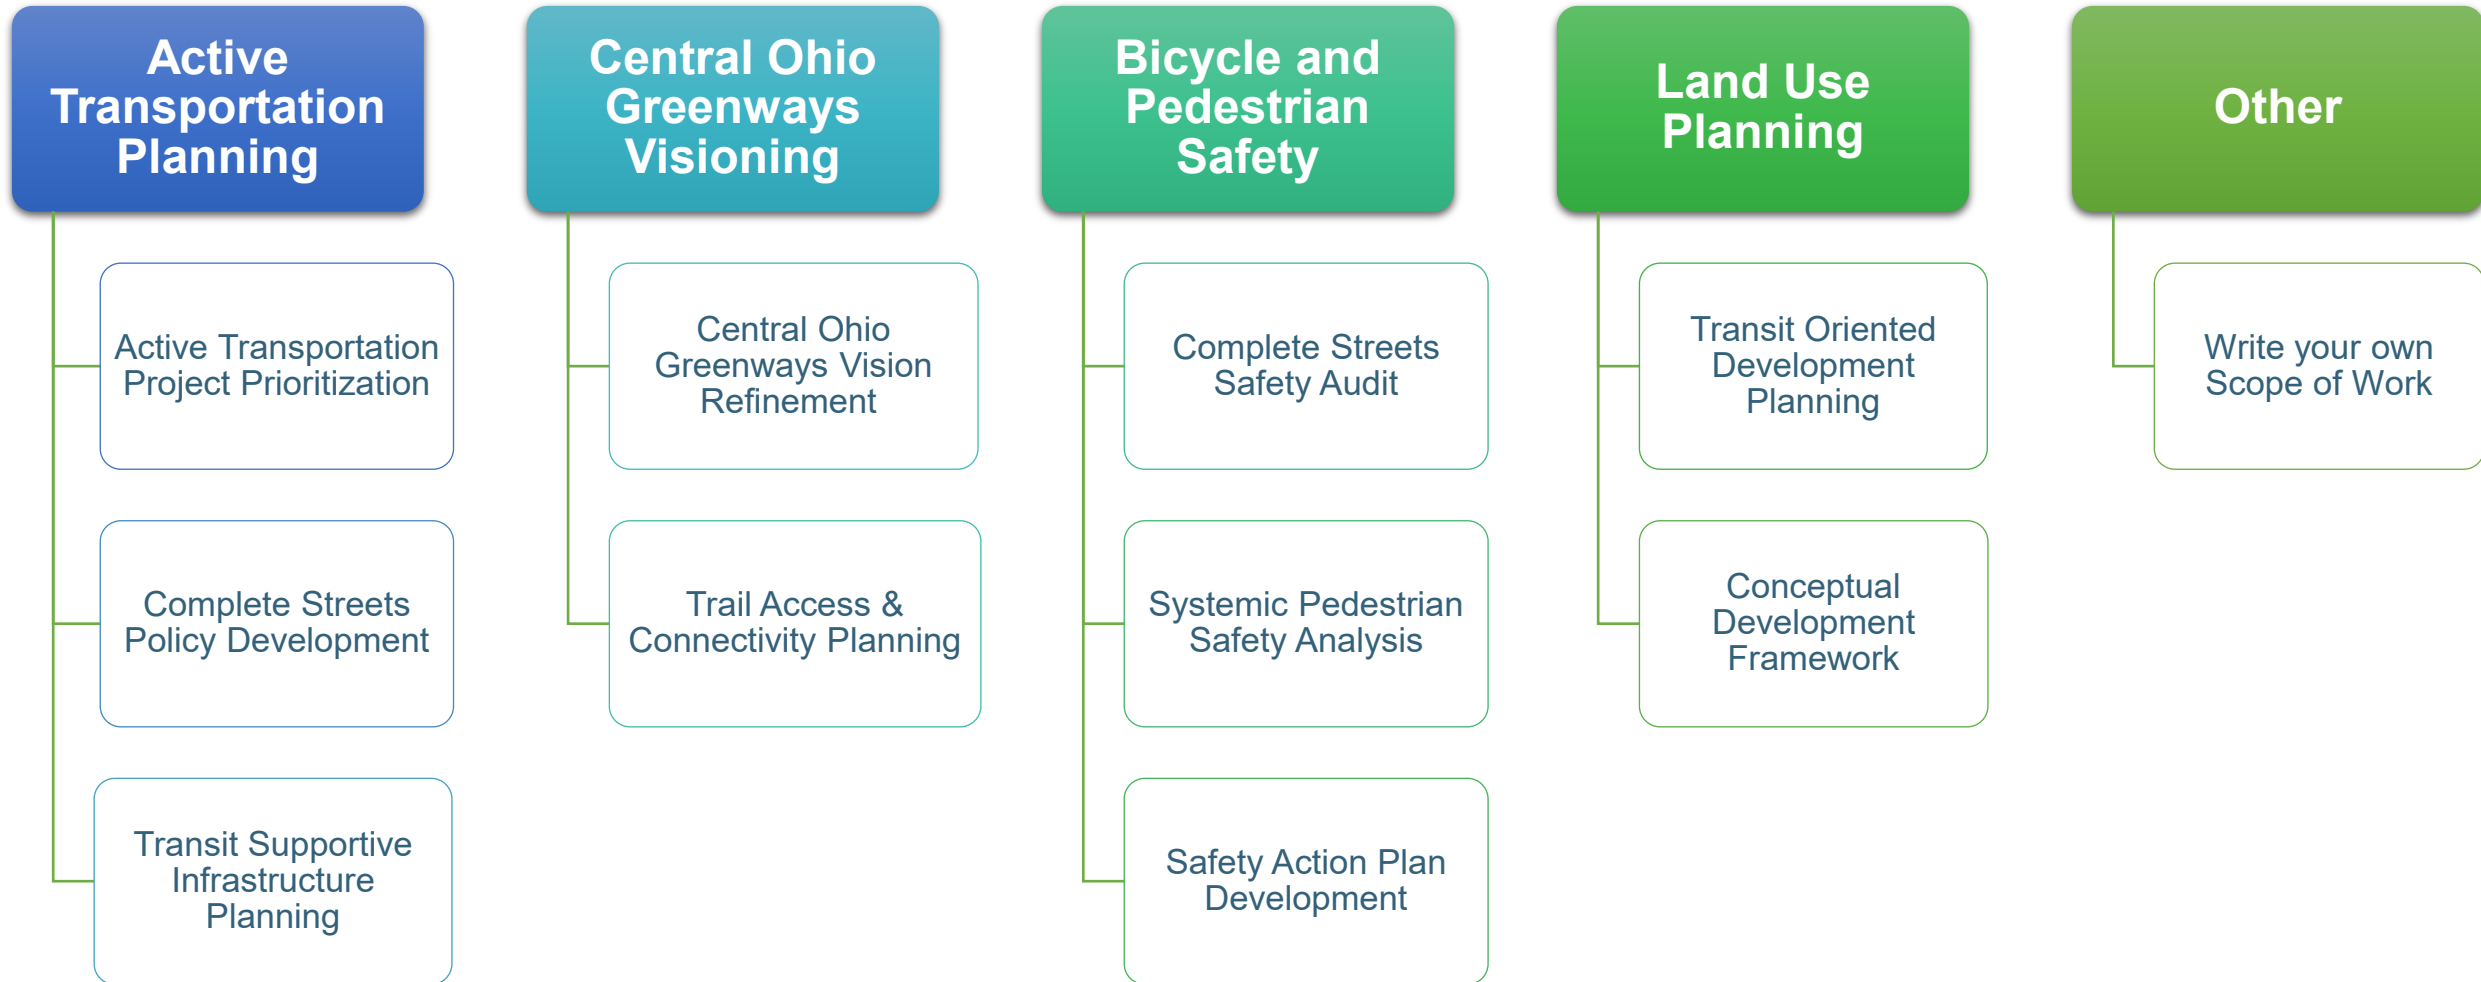 Active
Transportation
Planning
Active Transportation
Project Prioritization
Complete Streets
Policy Development
Transit Supportive
Infrastructure
Planning
Central Ohio
Greenways
Visioning
Central Ohio
Greenways Vision
Refinement
Trail Access &
Connectivity Planning
Bicycle and
Pedestrian
Safety
Complete Streets
Safety Audit
Systemic Pedestrian
Safety Analysis
Safety Action Plan
Development
Land Use
Planning
Transit Oriented
Development
Planning
Conceptual
Development
Framework
Other
Write your own
Scope of Work